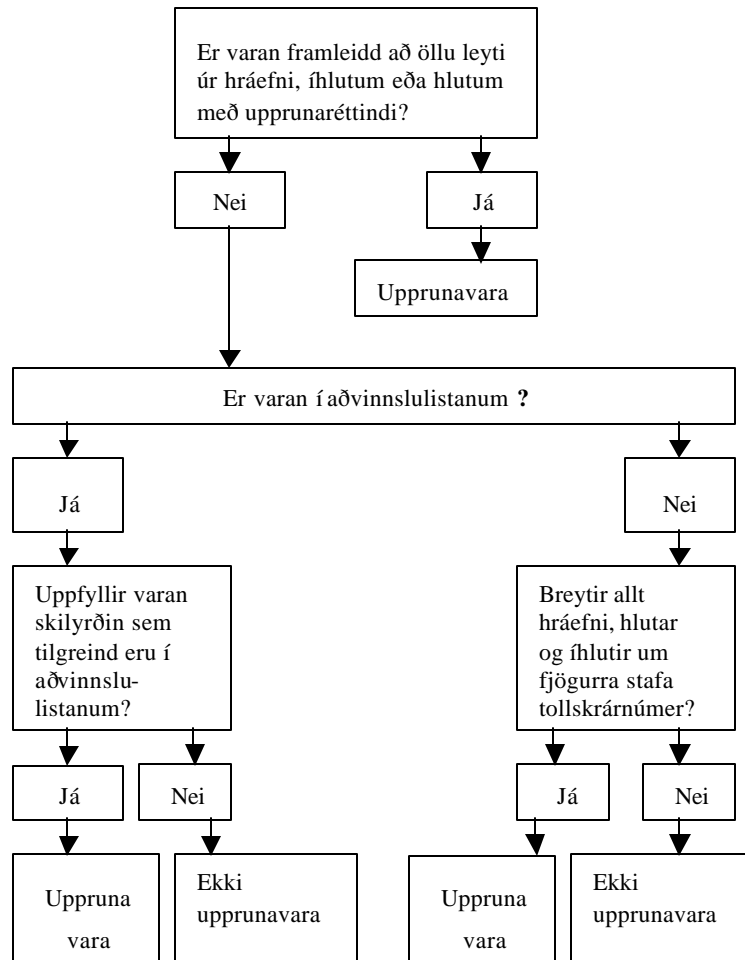 Er varan framleidd að öllu leyti
úr hráefni, íhlutum eða hlutum
með upprunaréttindi?
Nei
Já
Upprunavara
Er varan í aðvinnslulistanum ?
Já
Nei
Uppfyllir varan
skilyrðin sem
tilgreind eru í
aðvinnslu-
listanum?
Breytir allt
hráefni, hlutar
og íhlutir um
fjögurra stafa
tollskrárnúmer?
Já
Nei
Já
Nei
Uppruna
vara
Ekki
upprunavara
Uppruna
vara
Ekki
upprunavara